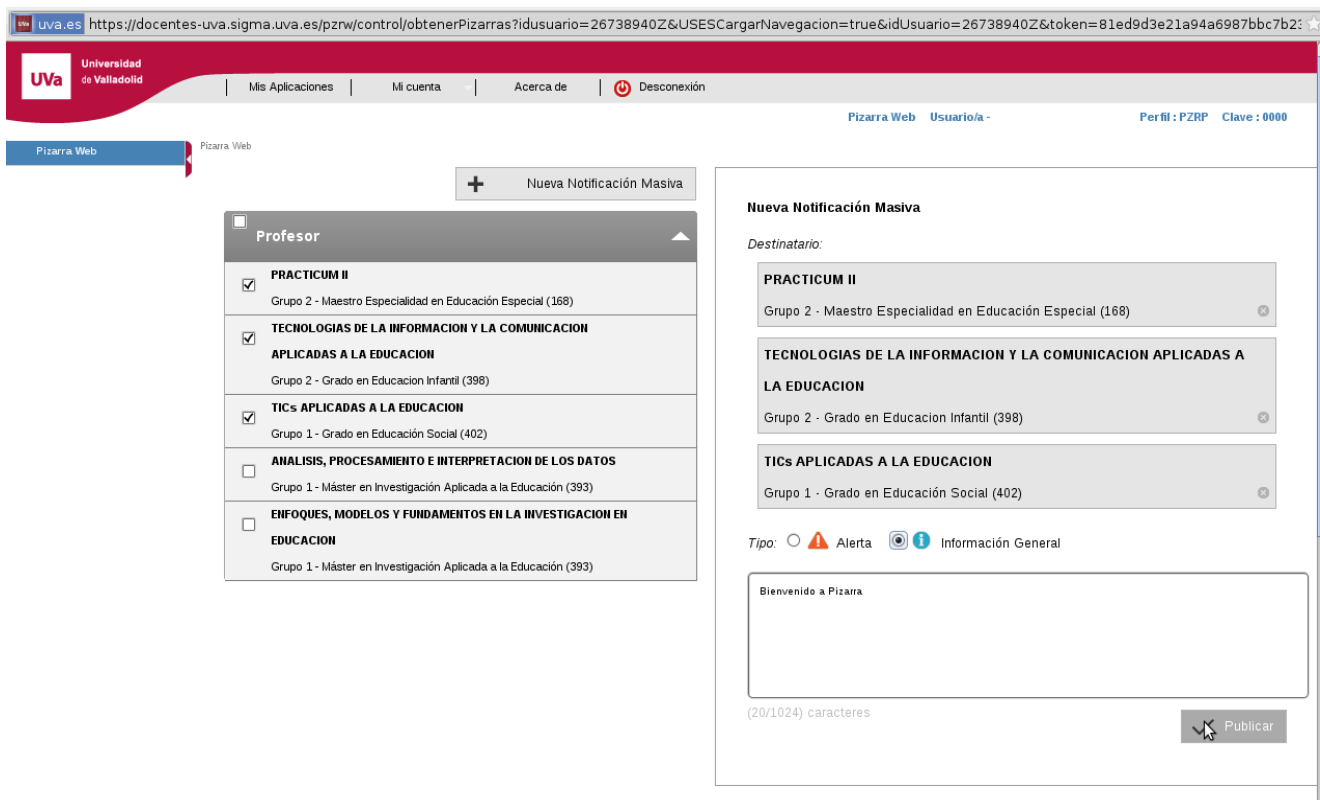 uva.es https://docentes-uva.sigma.uva.es/pzrw/control/obtenerPizarras?idusuario=26738940Z&USESCargarNavegacion=true&idUsuario=26738940Z&token=81ed9d3e21a94a6987bbc7b23
Universidad
UVa de Valladolid
Mis Aplicaciones Mi cuenta Acerca de Desconexión
Pizarra Web Usuario/a - Perfil : PZRP Clave : 0000
Pizarra Web
Pizarra Web
Nueva Notificación Masiva
Profesor
PRACTICUM II
Grupo 2 - Maestro Especialidad en Educación Especial (168)
TECNOLOGIAS DE LA INFORMACION Y LA COMUNICACION
APLICADAS A LA EDUCACION
Grupo 2 - Grado en Educacion Infantil (398)
TICs APLICADAS A LA EDUCACION
Grupo 1 - Grado en Educación Social (402)
ANALISIS, PROCESAMIENTO E INTERPRETACION DE LOS DATOS
Grupo 1 - Máster en Investigación Aplicada a la Educación (393)
ENFOQUES, MODELOS Y FUNDAMENTOS EN LA INVESTIGACION EN
EDUCACION
Grupo 1 - Máster en Investigación Aplicada a la Educación (393)
Nueva Notificación Masiva
Destinatario:
PRACTICUM II
Grupo 2 - Maestro Especialidad en Educación Especial (168)
TECNOLOGIAS DE LA INFORMACION Y LA COMUNICACION APLICADAS A
LA EDUCACION
Grupo 2 - Grado en Educacion Infantil (398)
TICs APLICADAS A LA EDUCACION
Grupo 1 - Grado en Educación Social (402)
Tipo: Alerta Información General
Bienvenido a Pizarra
(20/1024) caracteres
Publicar